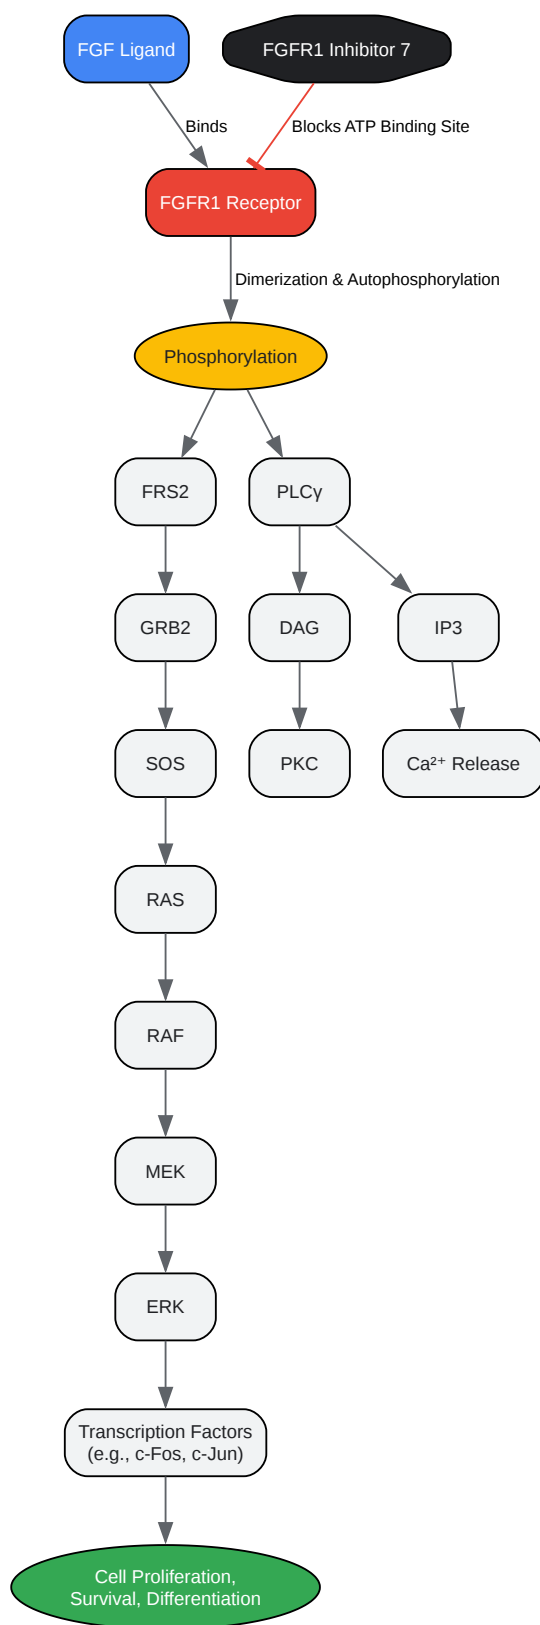 FGF Ligand
FGFR1 Inhibitor 7
Binds
Blocks ATP Binding Site
FGFR1 Receptor
Dimerization & Autophosphorylation
Phosphorylation
FRS2
PLCγ
GRB2
DAG
IP3
SOS
PKC
Ca²⁺ Release
RAS
RAF
MEK
ERK
Transcription Factors
(e.g., c-Fos, c-Jun)
Cell Proliferation,
Survival, Differentiation